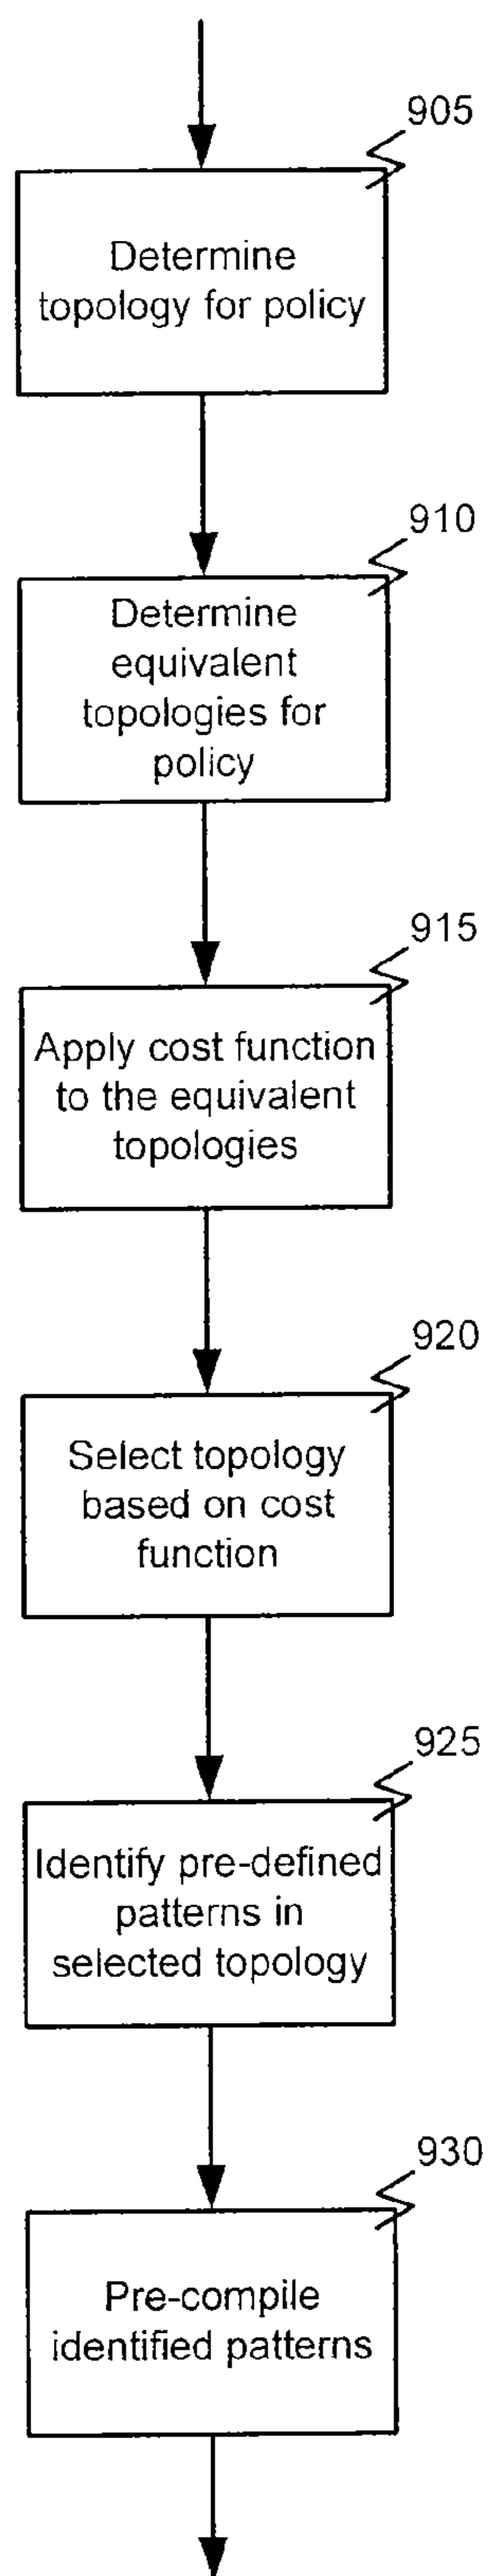 905
Determine
topology for policy
910
Determine
equivalent
topologies for
policy
915
Apply cost function
to the equivalent
topologies
920
Select topology
based on cost
function
925
Identify pre-defined
patterns in
selected topology
930
Pre-compile
identified patterns